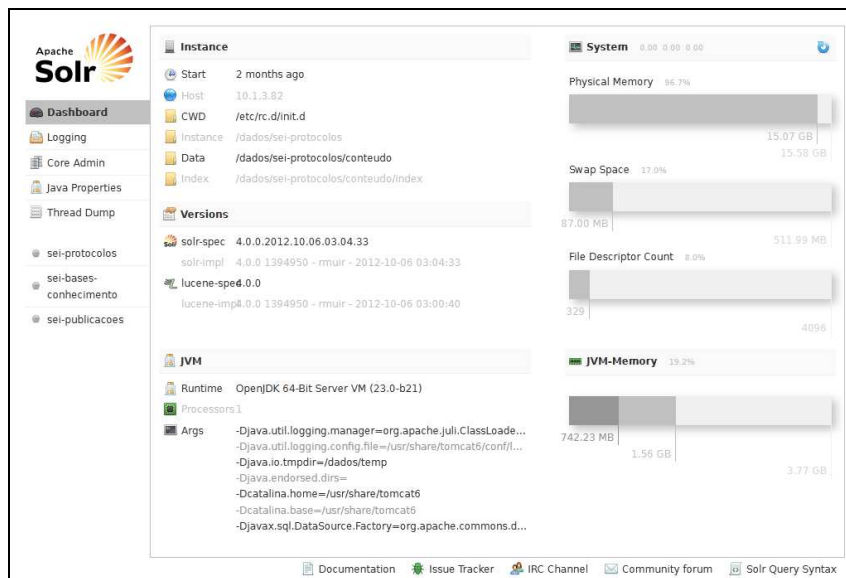 Apache
Solr
Dashboard
Logging
Core Admin
Java Properties
Thread Dump
sei-protocolos
sei-bases-
conhecimento
sei-publicacoes
Instance
Start 2 months ago
Host 10.1.3.82
CWD /etc/rc.d/init.d
Instance /dados/sei-protocolos
Data /dados/sei-protocolos/conteudo
Index /dados/sei-protocolos/conteudo/index
Versions
solr-spec 4.0.0.2012.10.06.03.04.33
solr-impl 4.0.0 1394950 - rmuir - 2012-10-06 03:04:33
lucene-spec 4.0.0
lucene-impl 4.0.0 1394950 - rmuir - 2012-10-06 03:00:40
JVM
Runtime OpenJDK 64-Bit Server VM (23.0-b21)
Processors 1
Args -Djava.util.logging.manager=org.apache.juli.ClassLoade...
-Djava.util.logging.config.file=/usr/share/tomcat6/conf/l...
-Djava.io.tmpdir=/dados/temp
-Djava.endorsed.dirs=
-Dcatalina.home=/usr/share/tomcat6
-Dcatalina.base=/usr/share/tomcat6
-Djavax.sql.DataSource.Factory=org.apache.commons.d...
System 0.00 0.00 0.00
Physical Memory 96.7%
15.07 GB
15.58 GB
Swap Space 17.0%
87.00 MB
511.99 MB
File Descriptor Count 8.0%
329
4096
JVM-Memory 19.2%
742.23 MB
1.56 GB
3.77 GB
Documentation Issue Tracker IRC Channel Community forum Solr Query Syntax